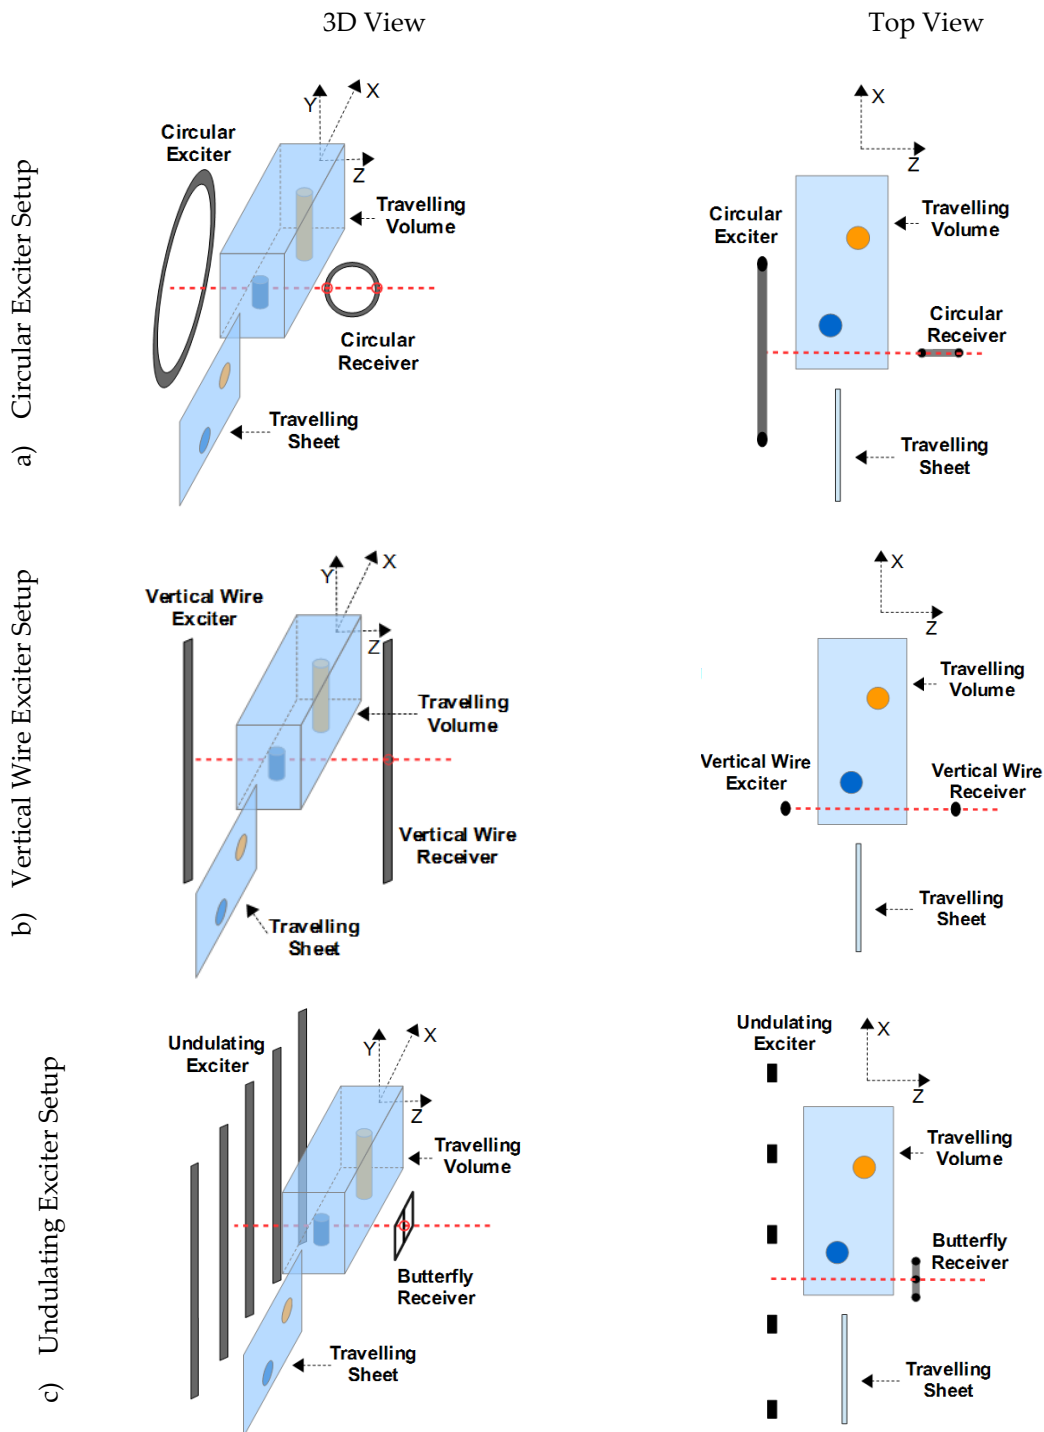 3D View
Top View
a) Circular Exciter Setup
Circular
Exciter
Y
X
Z
Travelling
Volume
Circular
Receiver
Travelling
Sheet
X
Z
Circular
Exciter
Travelling
Volume
Circular
Receiver
Travelling
Sheet
b) Vertical Wire Exciter Setup
Vertical Wire
Exciter
Y
X
Z
Travelling
Volume
Vertical Wire
Receiver
Travelling
Sheet
X
Z
Travelling
Volume
Vertical Wire
Exciter
Vertical Wire
Receiver
Travelling
Sheet
c) Undulating Exciter Setup
Undulating
Exciter
Y
X
Z
Travelling
Volume
Butterfly
Receiver
Travelling
Sheet
Undulating
Exciter
X
Z
Travelling
Volume
Butterfly
Receiver
Travelling
Sheet